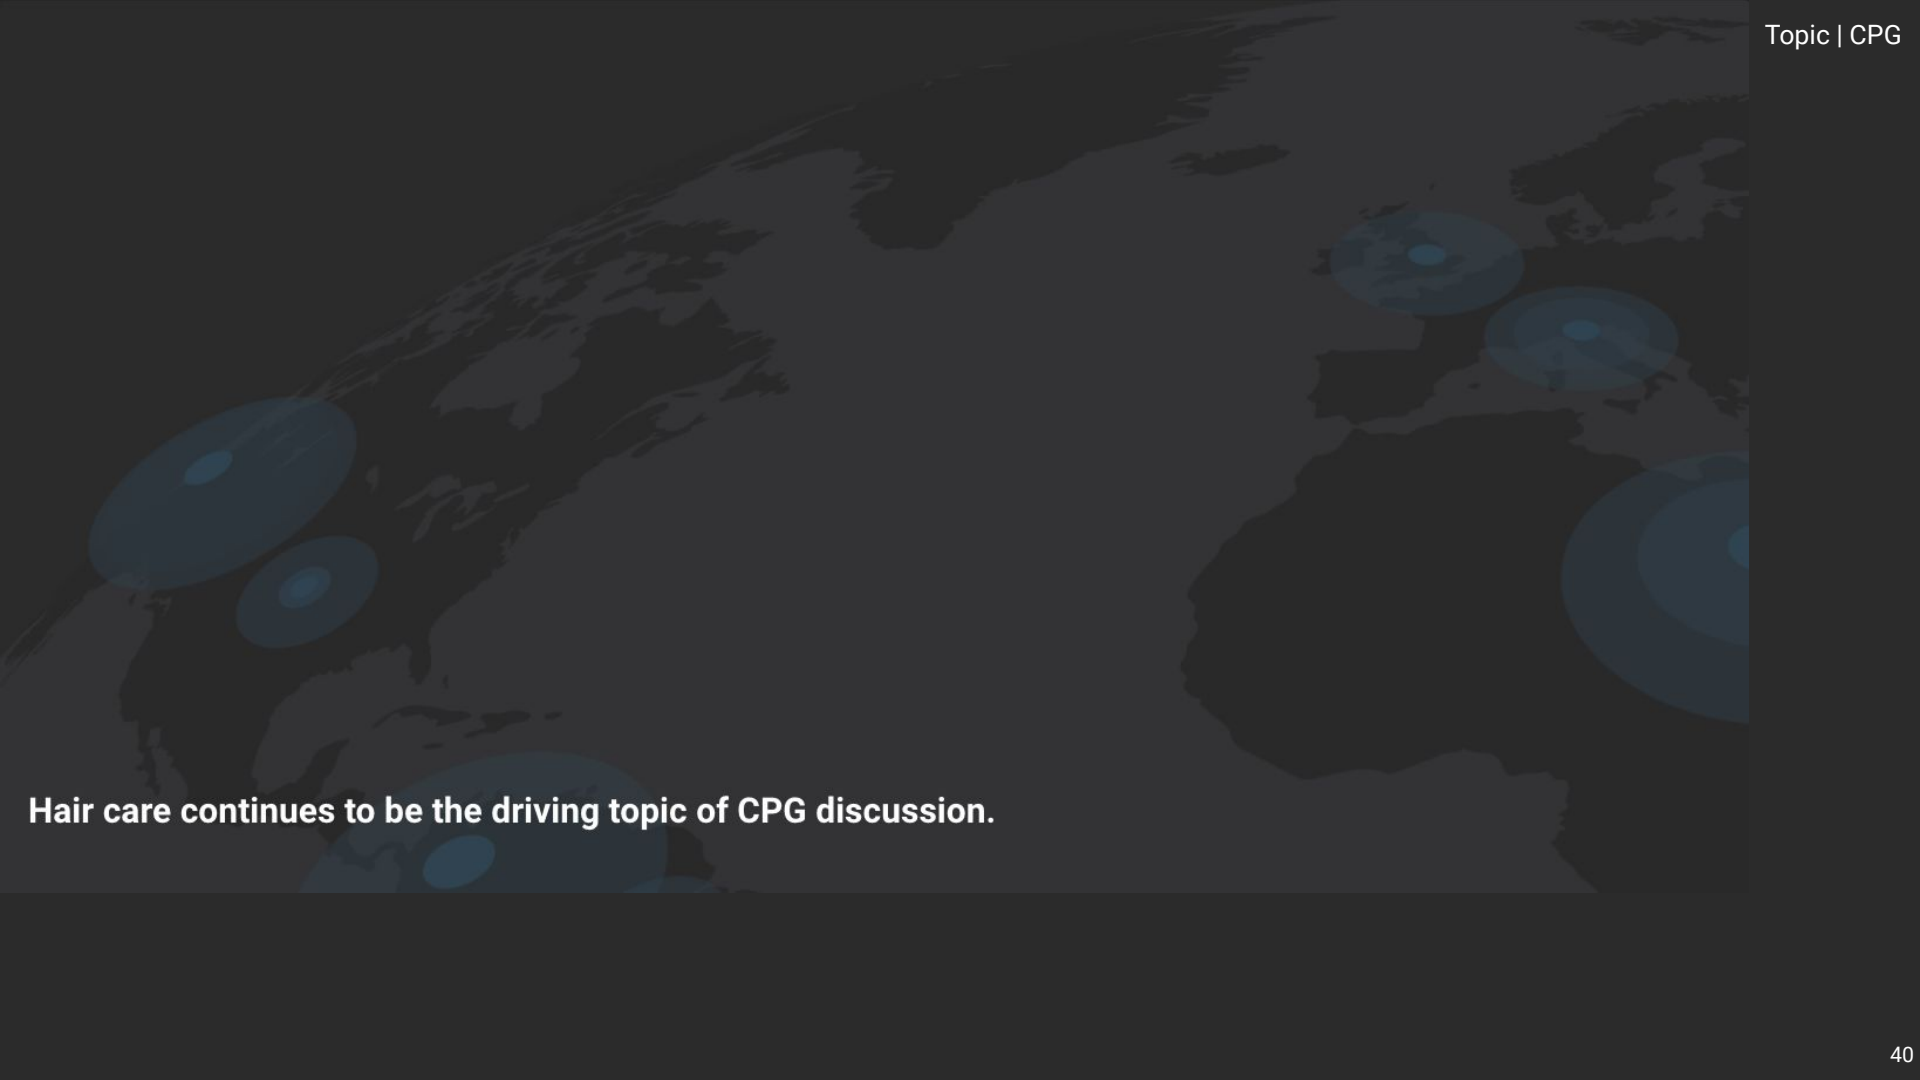 Topic | CPG
Hair care continues to be the driving topic of CPG discussion.
40